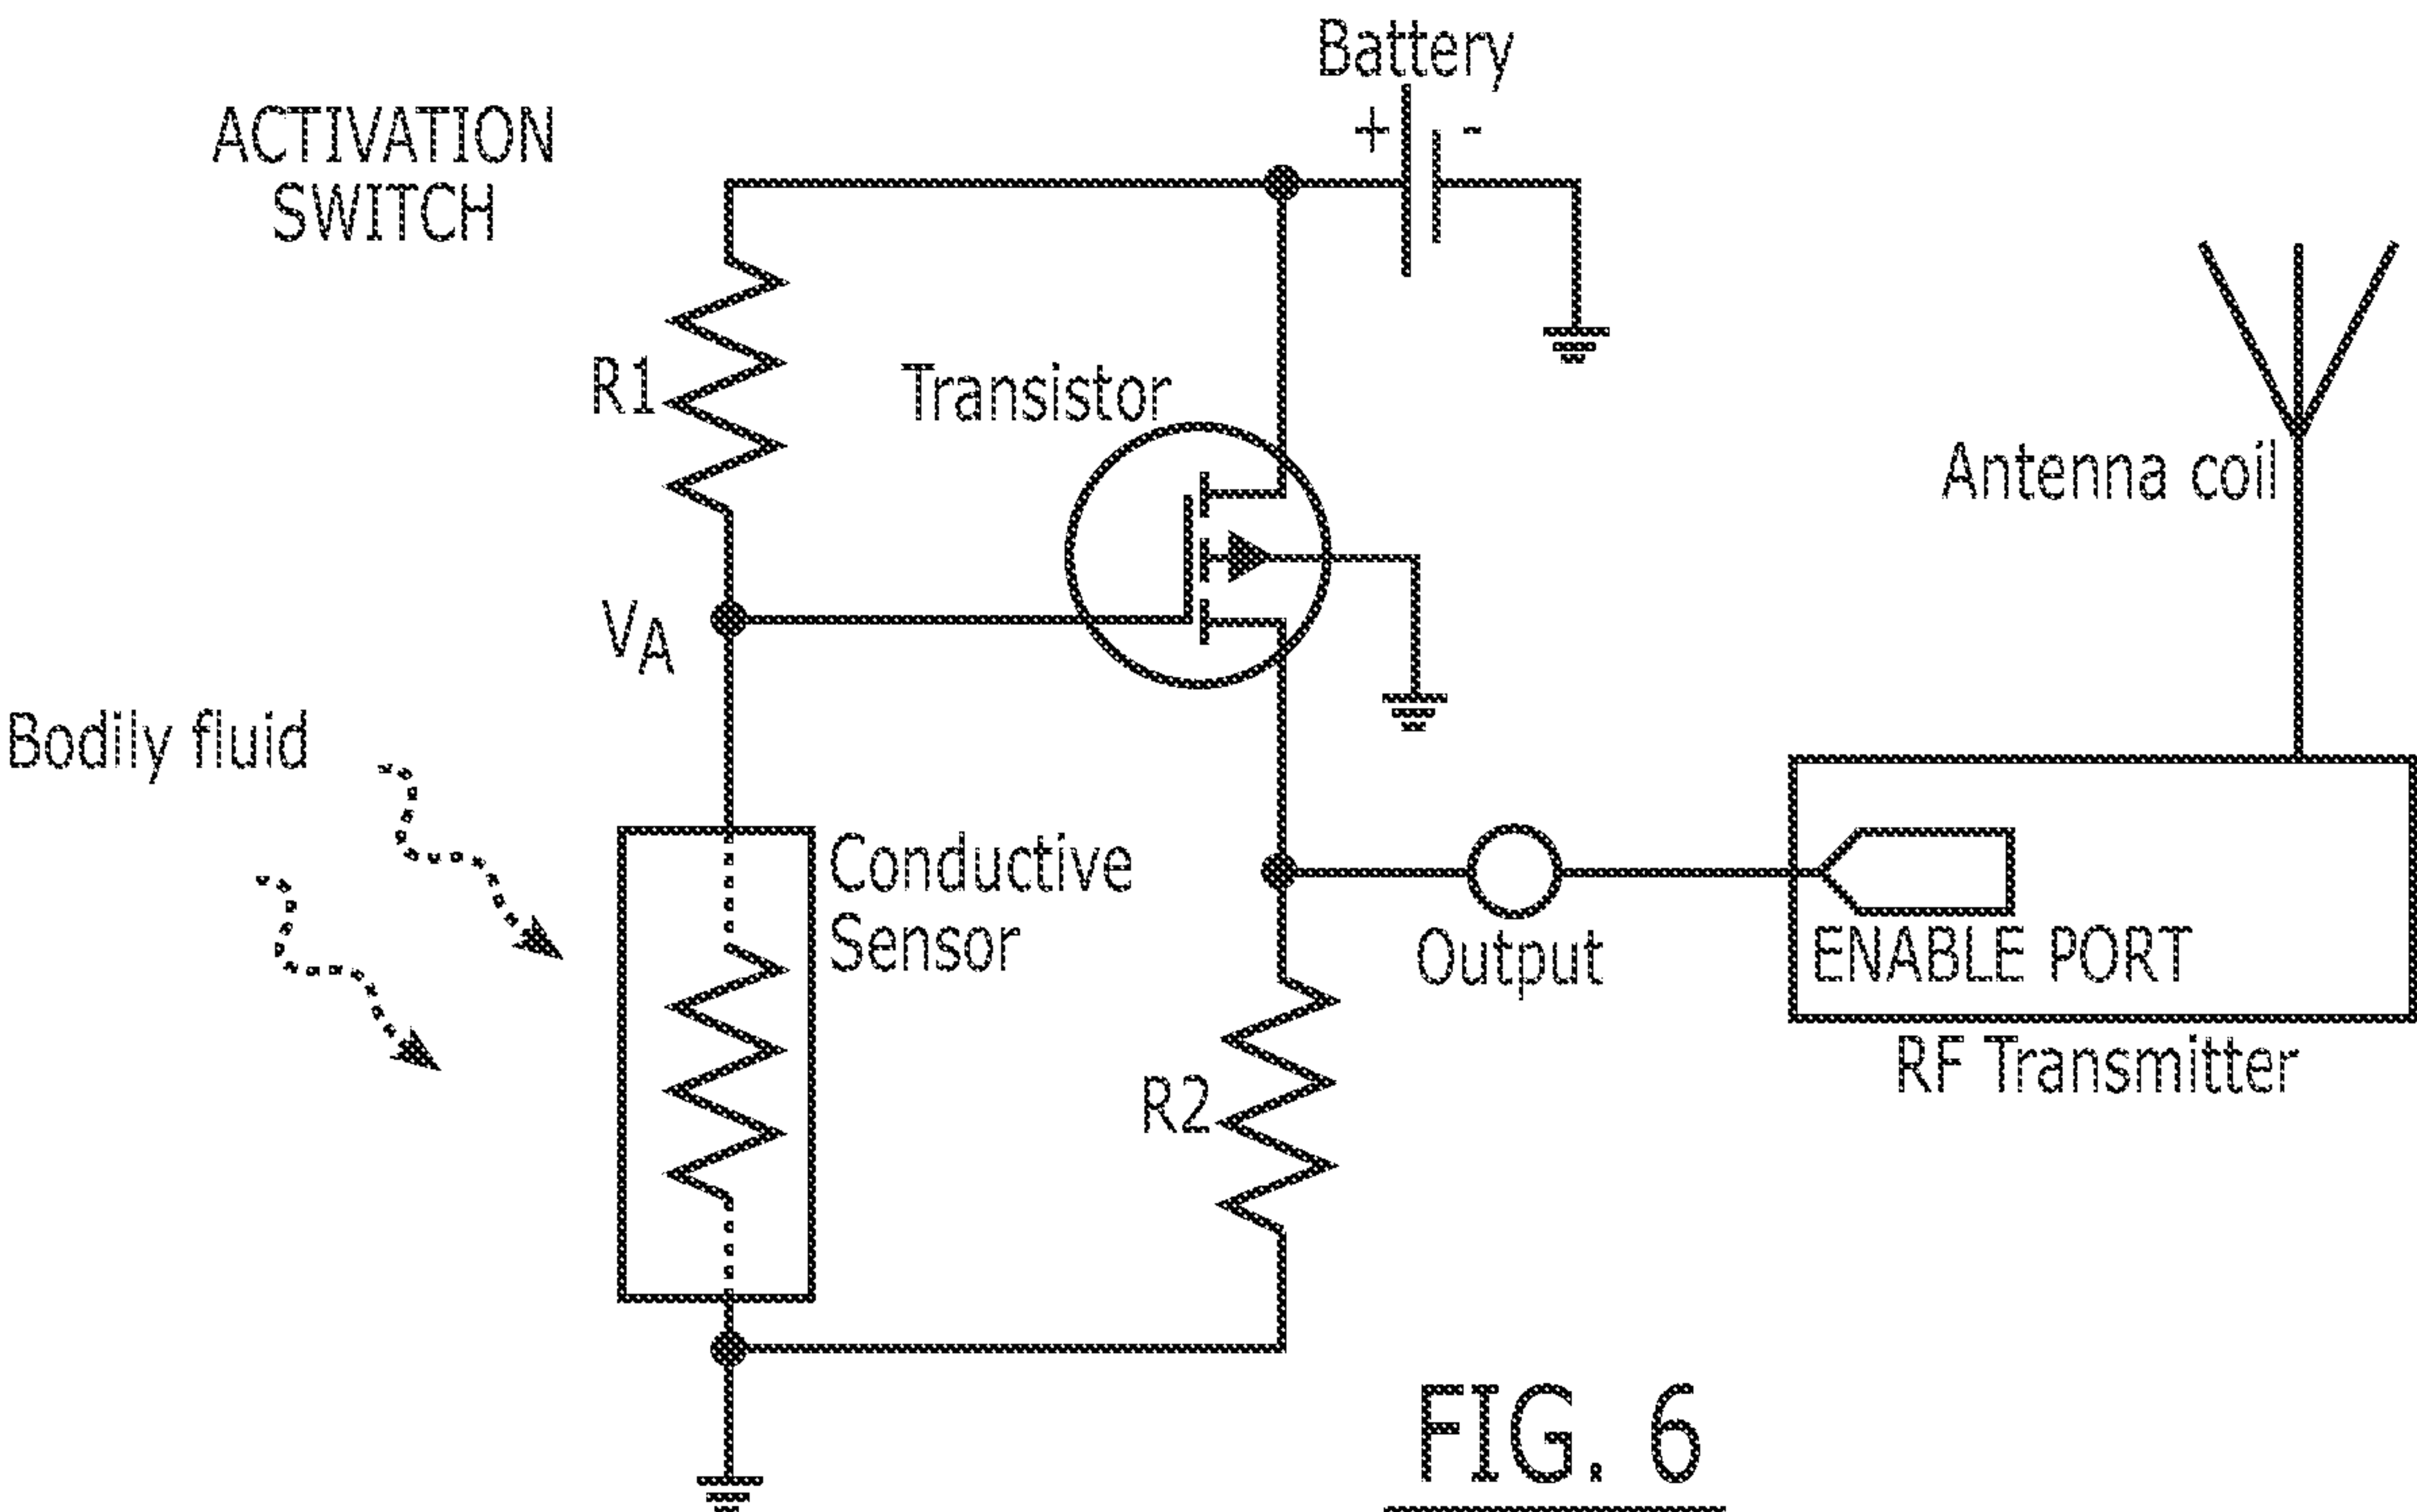 Battery
+ -
ACTIVATION
SWITCH
R1
Transistor
Antenna coil
VA
Bodily fluid
Conductive
Sensor
Output
ENABLE PORT
RF Transmitter
R2
FIG. 6